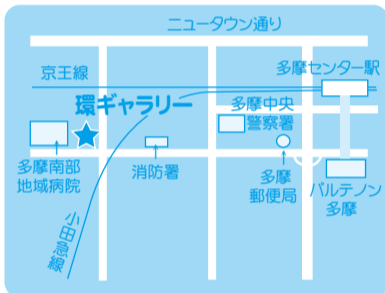 ニュータウン通り
京王線
多摩センター駅
環ギャラリー
多摩中央
警察署
多摩南部
地域病院
消防署
多摩
郵便局
パルテノン
多摩
小田急線